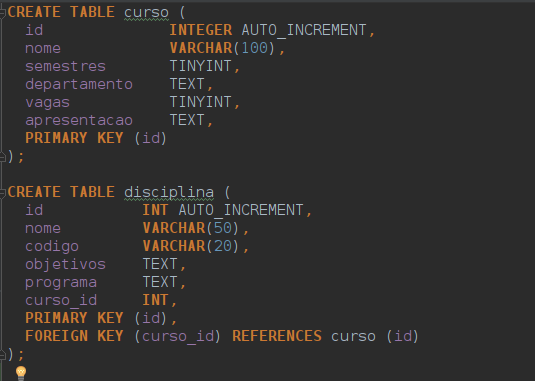 CREATE TABLE curso (
id INTEGER AUTO_INCREMENT,
nome VARCHAR(100),
semestres TINYINT,
departamento TEXT,
vagas TINYINT,
apresentacao TEXT,
PRIMARY KEY (id)
);
CREATE TABLE disciplina (
id INT AUTO_INCREMENT,
nome VARCHAR(50),
codigo VARCHAR(20),
objetivos TEXT,
programa TEXT,
curso_id INT,
PRIMARY KEY (id),
FOREIGN KEY (curso_id) REFERENCES curso (id)
);